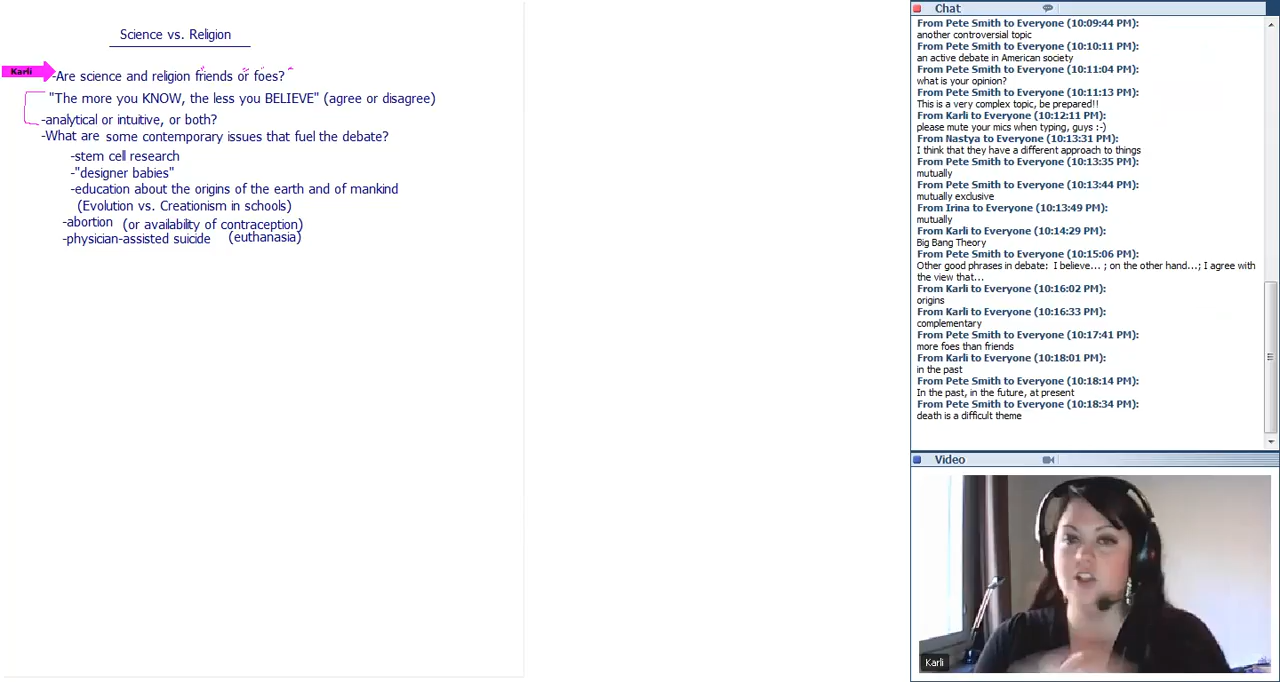 Science vs. Religion
Karli
-Are science and religion friends or foes?
"The more you KNOW, the less you BELIEVE" (agree or disagree)
-analytical or intuitive, or both?
-What are some contemporary issues that fuel the debate?
-stem cell research
-"designer babies"
-education about the origins of the earth and of mankind
(Evolution vs. Creationism in schools)
-abortion (or availability of contraception)
-physician-assisted suicide (euthanasia)
Chat
From Pete Smith to Everyone (10:09:44 PM):
another controversial topic
From Pete Smith to Everyone (10:10:11 PM):
an active debate in American society
From Pete Smith to Everyone (10:11:04 PM):
what is your opinion?
From Pete Smith to Everyone (10:11:13 PM):
This is a very complex topic, be prepared!!
From Karli to Everyone (10:12:11 PM):
please mute your mics when typing, guys :-)
From Nastya to Everyone (10:13:31 PM):
I think that they have a different approach to things
From Pete Smith to Everyone (10:13:35 PM):
mutually
From Pete Smith to Everyone (10:13:44 PM):
mutually exclusive
From Irina to Everyone (10:13:49 PM):
mutually
From Karli to Everyone (10:14:29 PM):
Big Bang Theory
From Pete Smith to Everyone (10:15:06 PM):
Other good phrases in debate:  I believe... ; on the other hand...; I agree with
the view that...
From Karli to Everyone (10:16:02 PM):
origins
From Karli to Everyone (10:16:33 PM):
complementary
From Pete Smith to Everyone (10:17:41 PM):
more foes than friends
From Karli to Everyone (10:18:01 PM):
in the past
From Pete Smith to Everyone (10:18:14 PM):
In the past, in the future, at present
From Pete Smith to Everyone (10:18:34 PM):
death is a difficult theme
Video
Karli